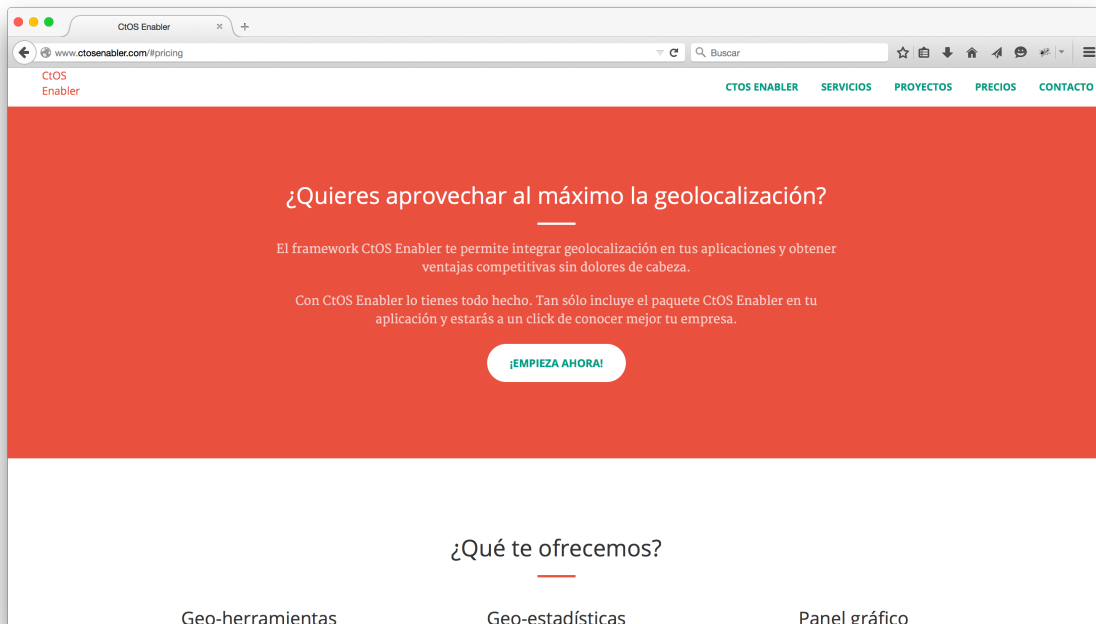 CtOS Enabler
www.ctosenabler.com/#pricing
Buscar
CtOS
Enabler
CTOS ENABLER SERVICIOS PROYECTOS PRECIOS CONTACTO
¿Quieres aprovechar al máximo la geolocalización?
El framework CtOS Enabler te permite integrar geolocalización en tus aplicaciones y obtener
ventajas competitivas sin dolores de cabeza.
Con CtOS Enabler lo tienes todo hecho. Tan sólo incluye el paquete CtOS Enabler en tu
aplicación y estarás a un click de conocer mejor tu empresa.
¡EMPIEZA AHORA!
¿Qué te ofrecemos?
Geo-herramientas Geo-estadísticas Panel gráfico